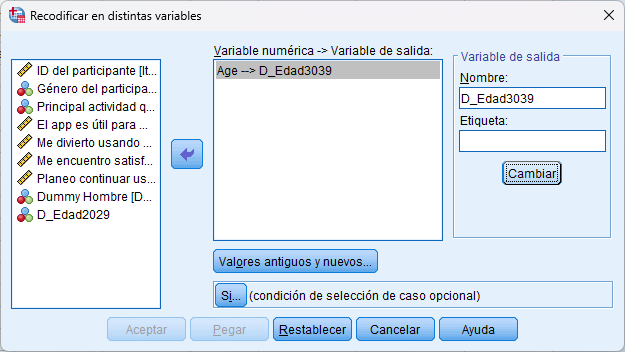 Recodificar en distintas variables
Variable numérica -> Variable de salida:
ID del participante [It...
Género del participa...
Principal actividad q...
El app es útil para ...
Me divierto usando ...
Me encuentro satisf...
Planeo continuar us...
Dummy Hombre [D...
D_Edad2029
Age --> D_Edad3039
Variable de salida
Nombre:
D_Edad3039
Etiqueta:
Cambiar
Valores antiguos y nuevos...
Si... (condición de selección de caso opcional)
Aceptar Pegar Restablecer Cancelar Ayuda